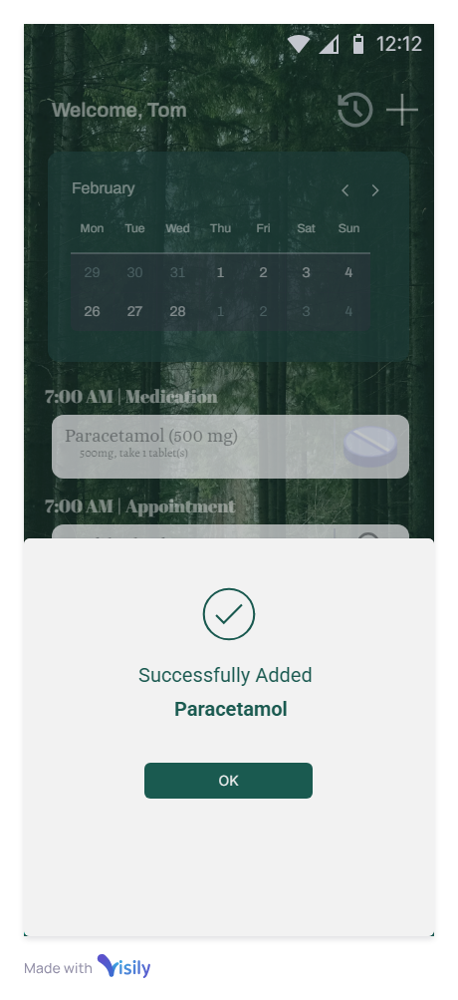 12:12
Welcome, Tom
February
Mon Tue Wed Thu Fri Sat Sun
29 30 31 1 2 3 4
26 27 28 1 2 3 4
7:00 AM | Medication
Paracetamol (500 mg)
500mg, take 1 tablet(s)
7:00 AM | Appointment
Successfully Added
Paracetamol
OK
Made with Visily